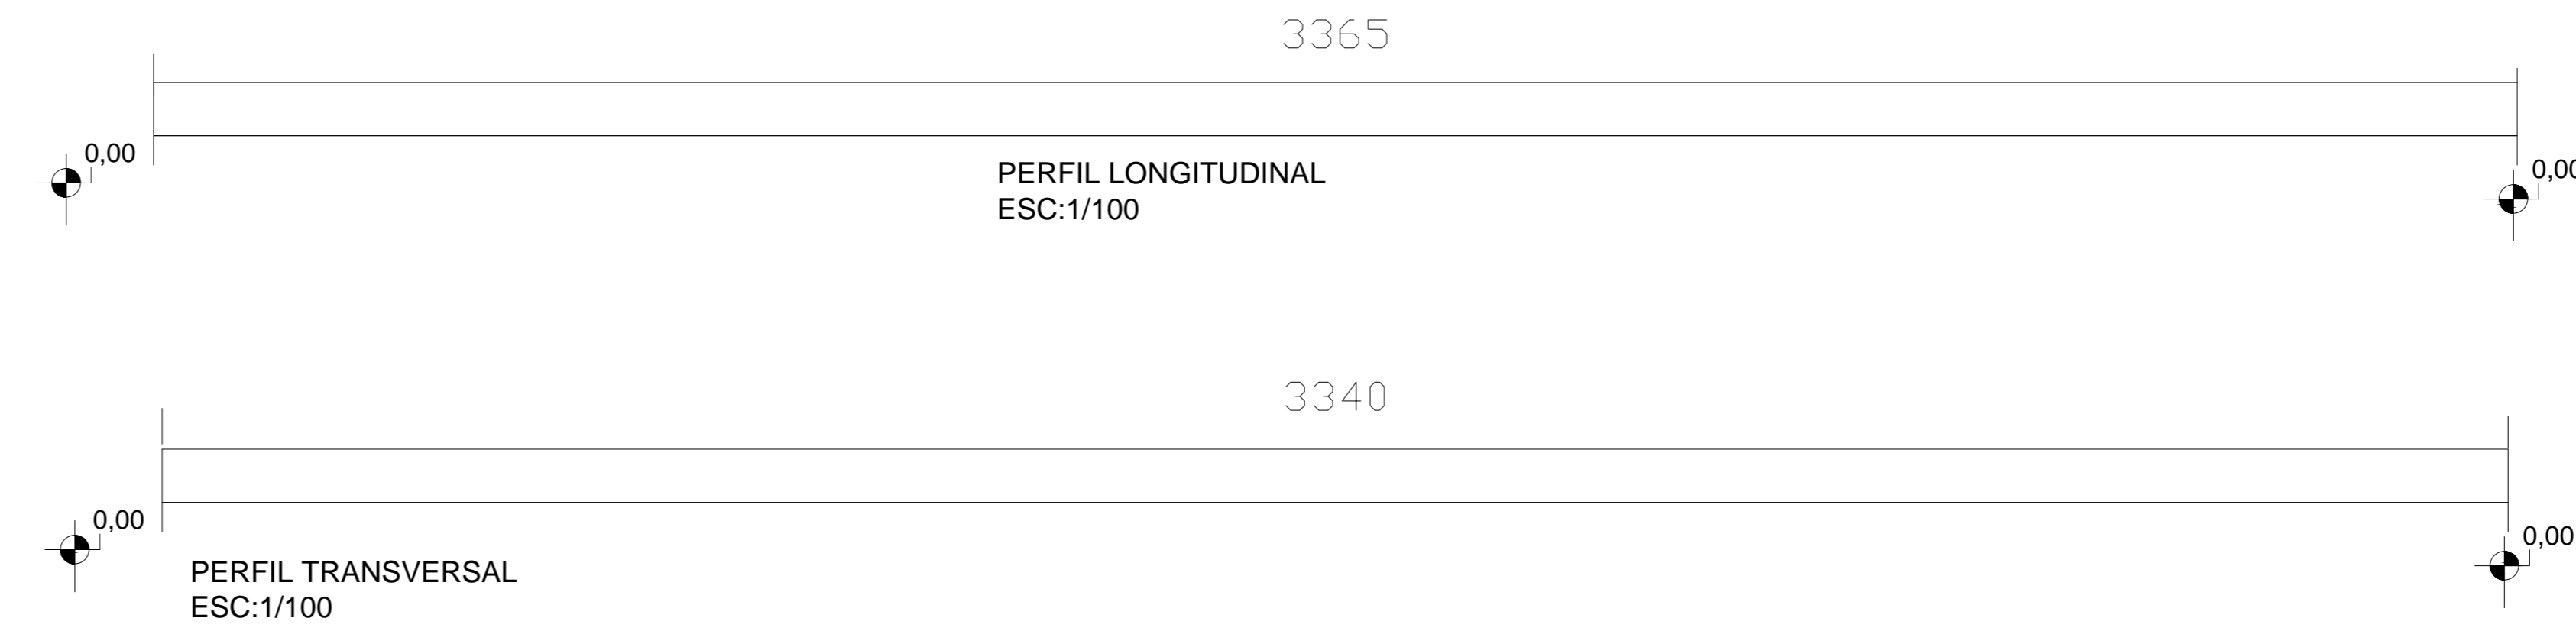 3365
0,00
0,00
PERFIL LONGITUDINAL
ESC:1/100
3340
0,00
0,00
PERFIL TRANSVERSAL
ESC:1/100